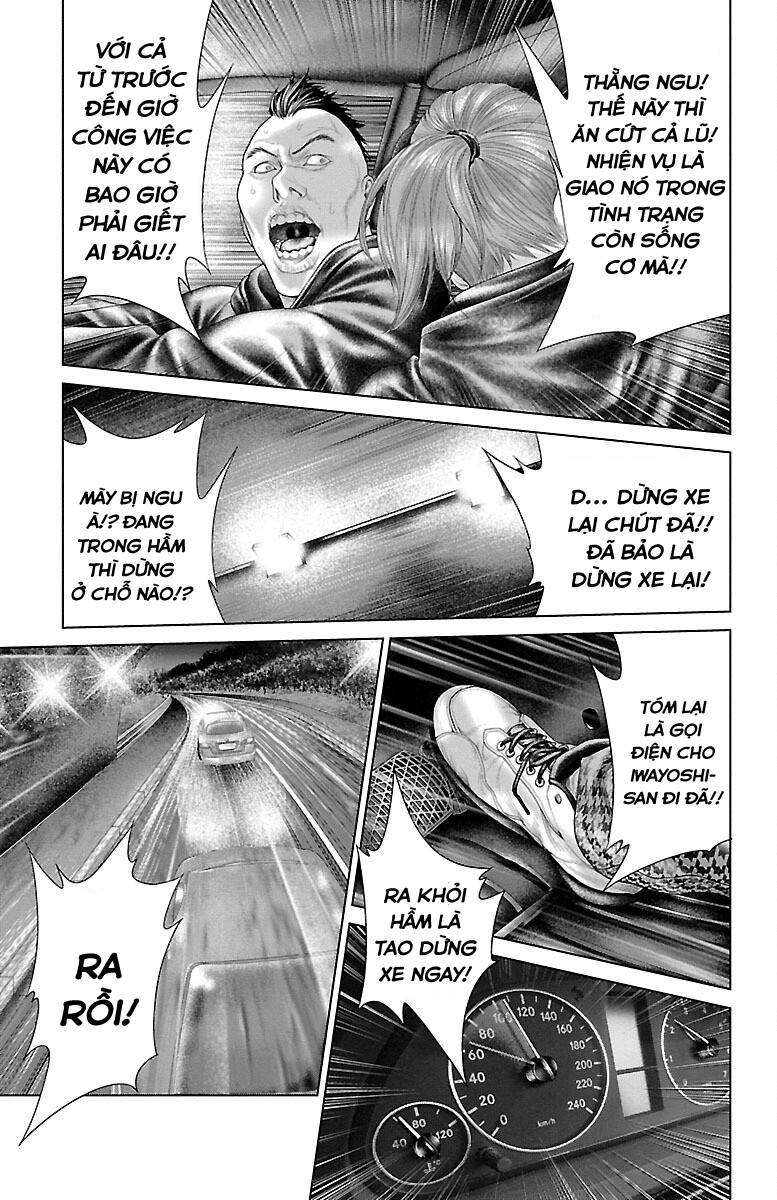 THẰNG NGU!
THẾ NÀY THÌ
ĂN CỨT CẢ LŨ!
NHIỆN VỤ LÀ
GIAO NÓ TRONG
TÌNH TRẠNG
CÒN SỐNG
CƠ MÀ!!
VỚI CẢ
TỪ TRƯỚC
ĐẾN GIỜ
CÔNG VIỆC
NÀY CÓ
BAO GIỜ
PHẢI GIẾT
AI ĐÂU!!
D... DỪNG XE
LẠI CHÚT ĐÃ!!
ĐÃ BẢO LÀ
DỪNG XE LẠI!
MÀY BỊ NGU
À!? ĐANG
TRONG HẦM
THÌ DỪNG
Ở CHỖ NÀO!?
TÓM LẠI
LÀ GỌI
ĐIỆN CHO
IWAYOSHI-
SAN ĐI ĐÃ!!
RA KHỎI
HẦM LÀ
TAO DỪNG
XE NGAY!
0
20
40
60
80
100
120
140
160
180
200
220
240
km/h
40
80
120
RA
RỒI!